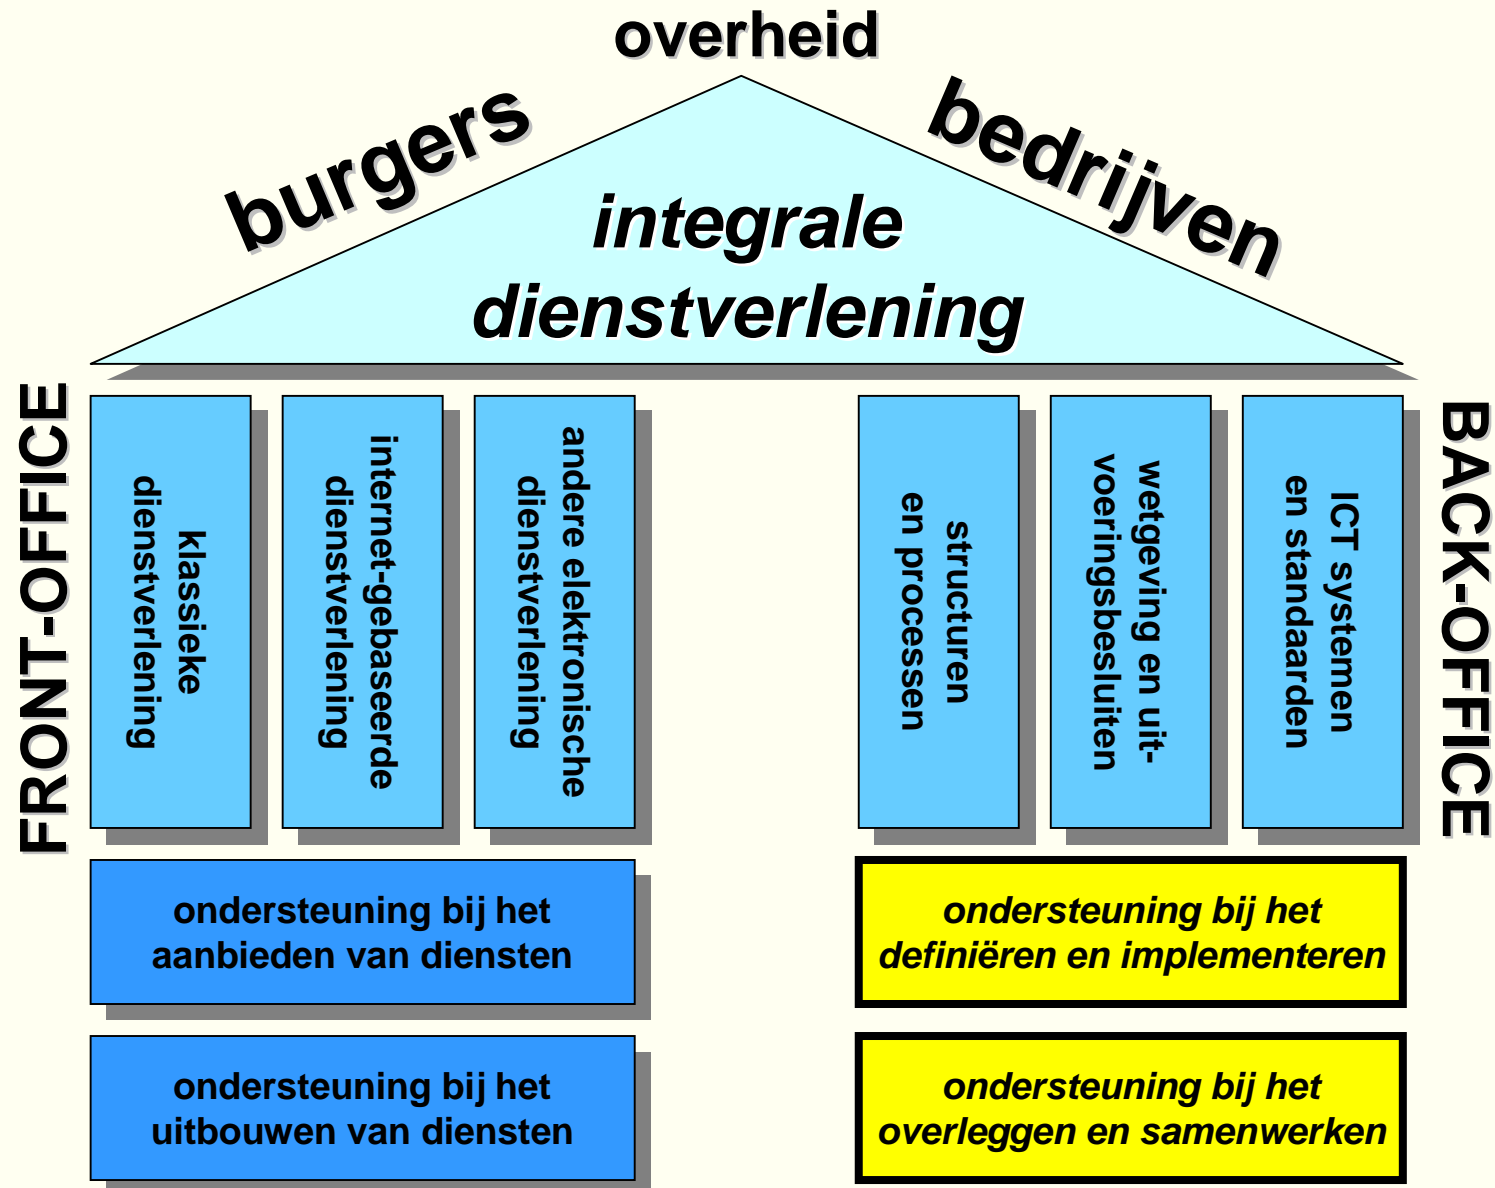 overheid
burgers
bedrijven
integrale
dienstverlening
FRONT-OFFICE
klassieke
dienstverlening
internet-gebaseerde
dienstverlening
andere elektronische
dienstverlening
structuren
en processen
wetgeving en uit-
voeringsbesluiten
ICT systemen
en standaarden
BACK-OFFICE
ondersteuning bij het
aanbieden van diensten
ondersteuning bij het
definiëren en implementeren
ondersteuning bij het
uitbouwen van diensten
ondersteuning bij het
overleggen en samenwerken